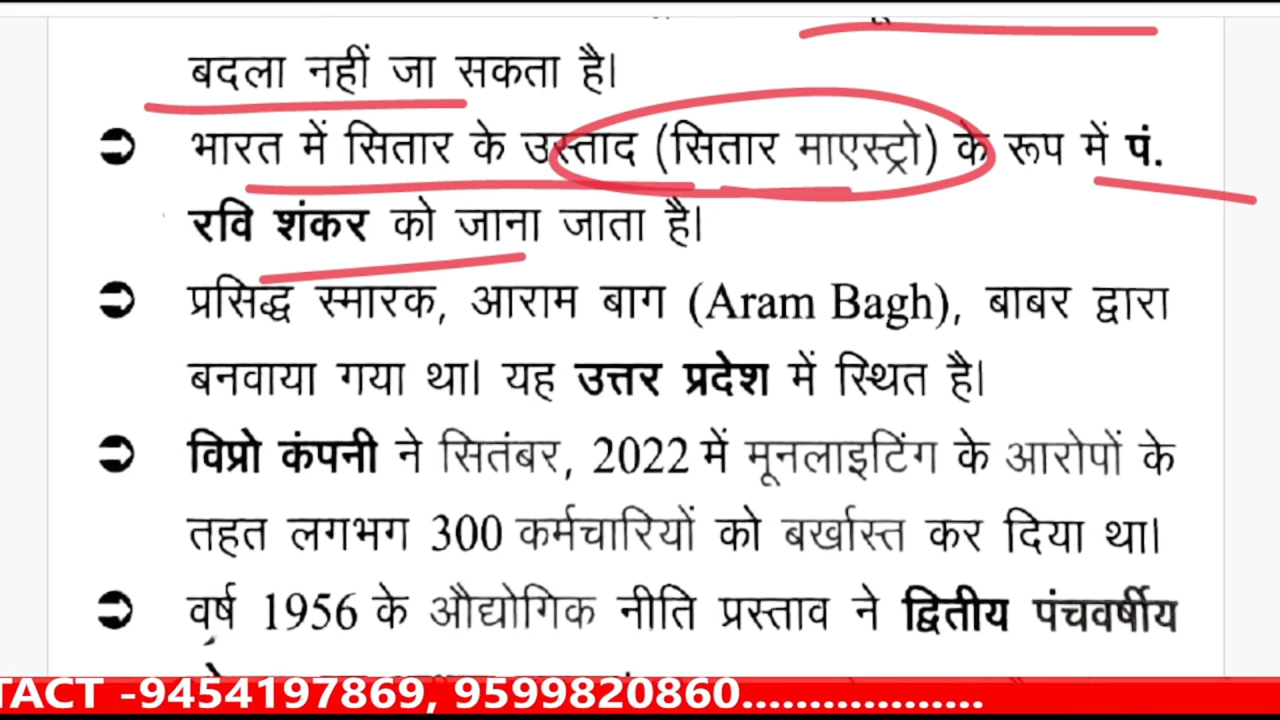 बदला नहीं जा सकता है।
भारत में सितार के उस्ताद (सितार माएस्ट्रो) के रूप में पं.
रवि शंकर को जाना जाता है।
प्रसिद्ध स्मारक, आराम बाग (Aram Bagh), बाबर द्वारा
बनवाया गया था। यह उत्तर प्रदेश में स्थित है।
विप्रो कंपनी ने सितंबर, 2022 में मूनलाइटिंग के आरोपों के
तहत लगभग 300 कर्मचारियों को बर्खास्त कर दिया था।
वर्ष 1956 के औद्योगिक नीति प्रस्ताव ने द्वितीय पंचवर्षीय
TACT -9454197869, 9599820860..................